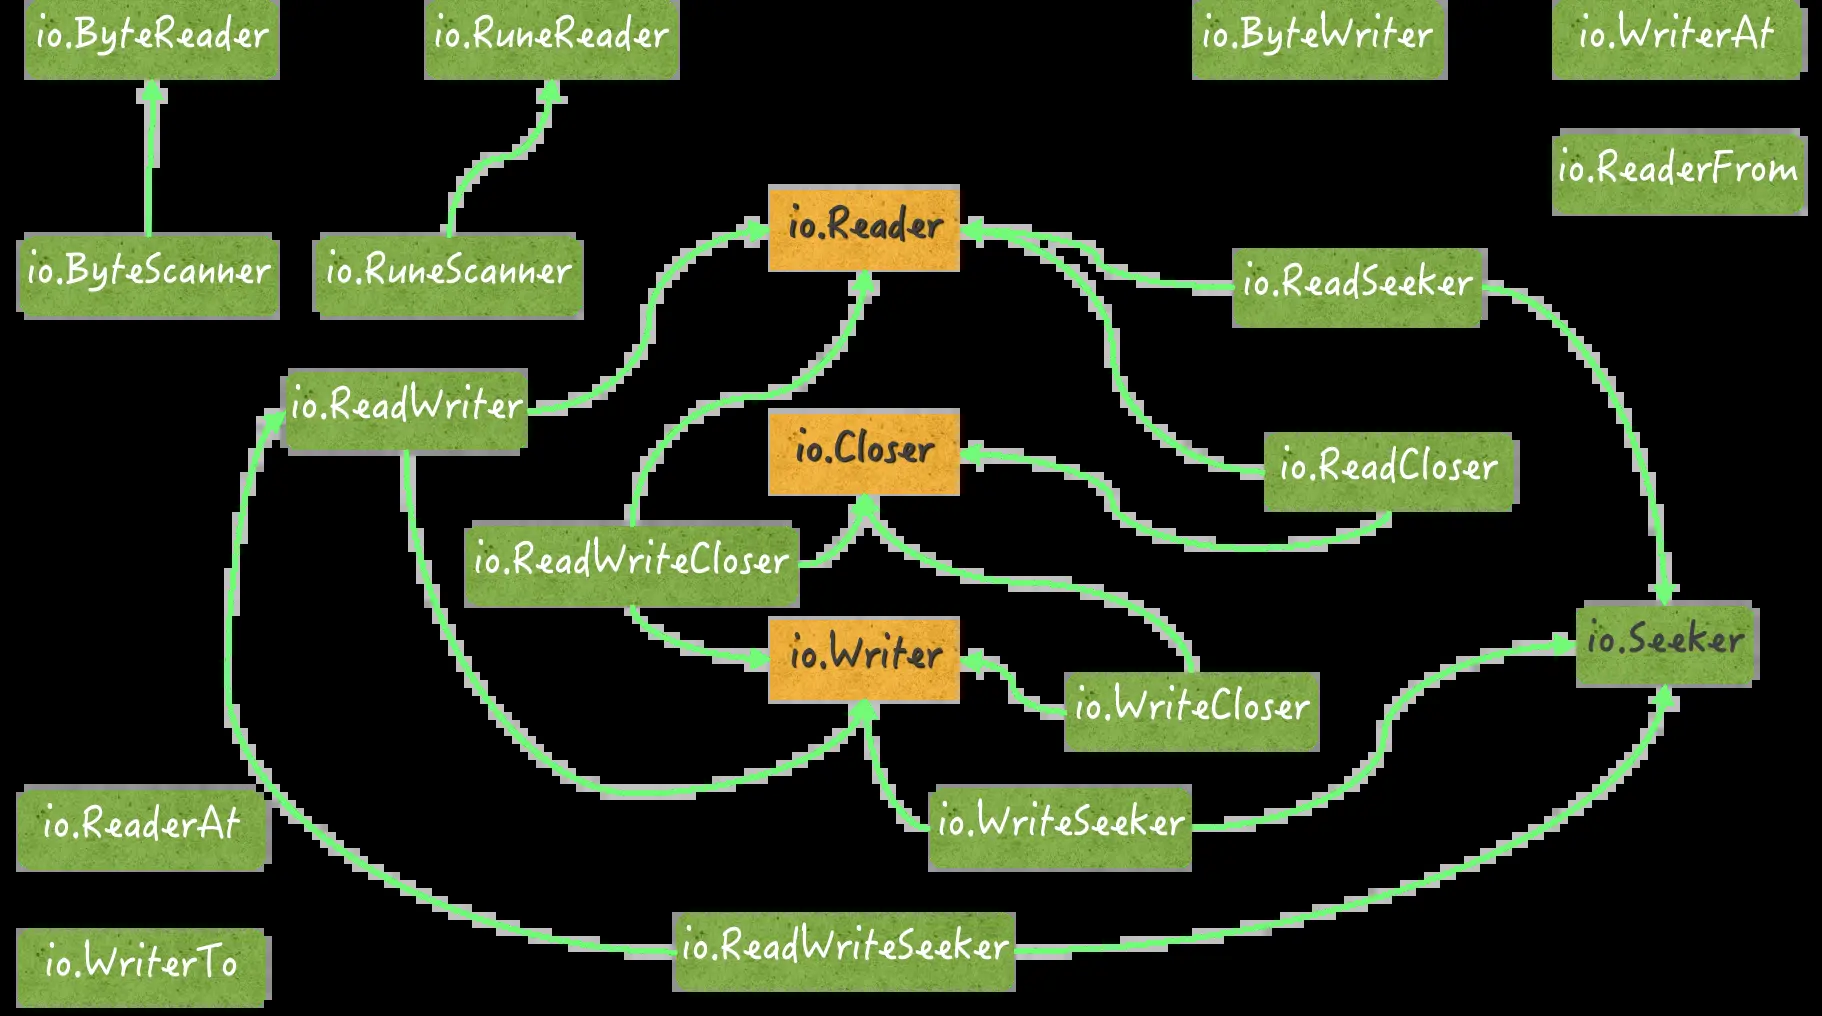 io.ByteReader
io.RuneReader
io.ByteWriter
io.WriterAt
io.ReaderFrom
io.Reader
io.ByteScanner
io.RuneScanner
io.ReadSeeker
io.ReadWriter
io.Closer
io.ReadCloser
io.ReadWriteCloser
io.Writer
io.Seeker
io.WriteCloser
io.ReaderAt
io.WriteSeeker
io.ReadWriteSeeker
io.WriterTo